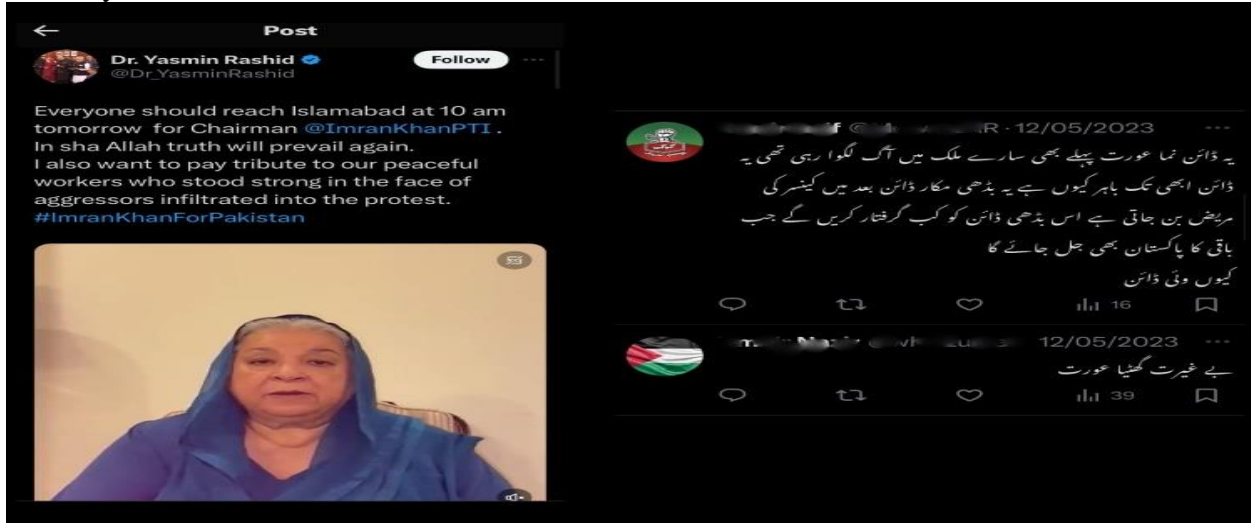 Post
Dr. Yasmin Rashid
@Dr_YasminRashid
Follow
Everyone should reach Islamabad at 10 am
tomorrow for Chairman @ImranKhanPTI .
In sha Allah truth will prevail again.
I also want to pay tribute to our peaceful
workers who stood strong in the face of
aggressors infiltrated into the protest.
#ImranKhanForPakistan
12/05/2023
یہ ڈائن نما عورت پہلے بھی سارے ملک میں آگ لگوا رہی تھی یہ
ڈائن ابھی تک باہر کیوں ہے یہ بڈھی مکار ڈائن بعد میں کینسر کی
مریض بن جاتی ہے اس بڈھی ڈائن کو کب گرفتار کریں گے جب
باقی کا پاکستان بھی جل جائے گا
کیوں وئی ڈائن
16
12/05/2023
بے غیرت گھٹیا عورت
39